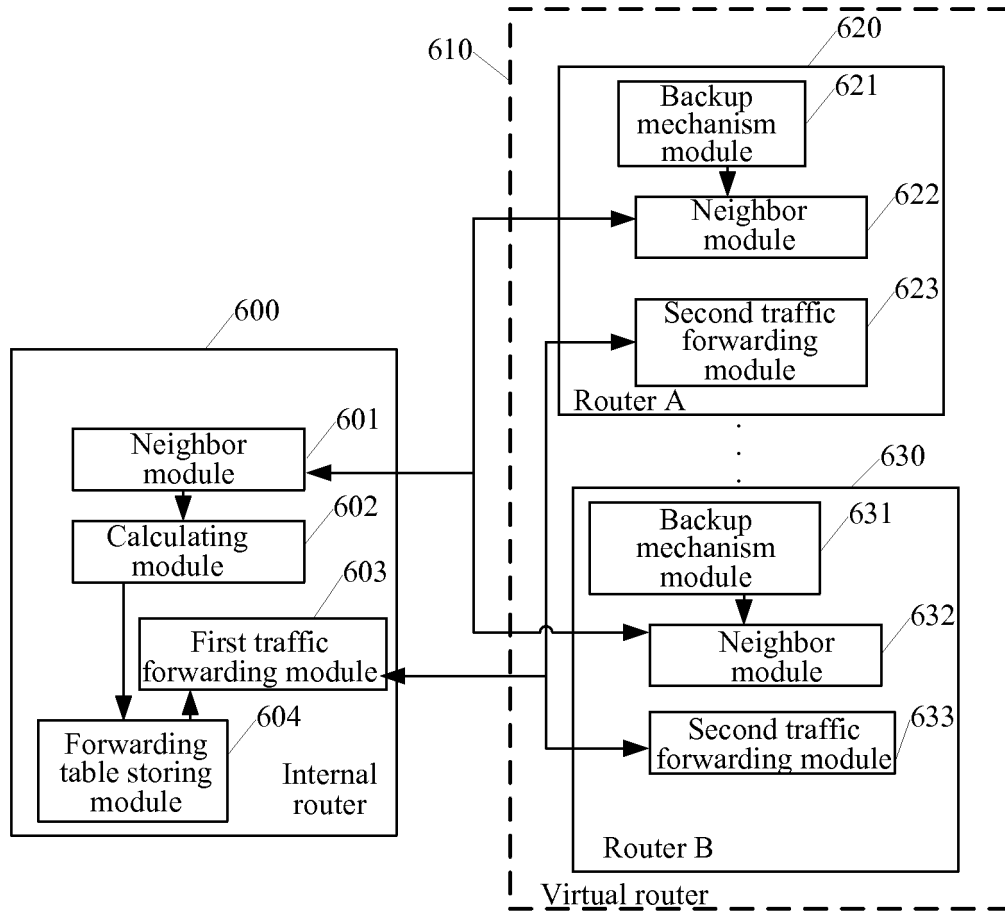 610
620
Backup
mechanism
module
621
Neighbor
module
622
Second traffic
forwarding
module
623
Router A
600
Neighbor
module
601
Calculating
module
602
603
First traffic
forwarding module
604
Forwarding
table storing
module
Internal
router
630
Backup
mechanism
module
631
Neighbor
module
632
Second traffic
forwarding module
633
Router B
Virtual router